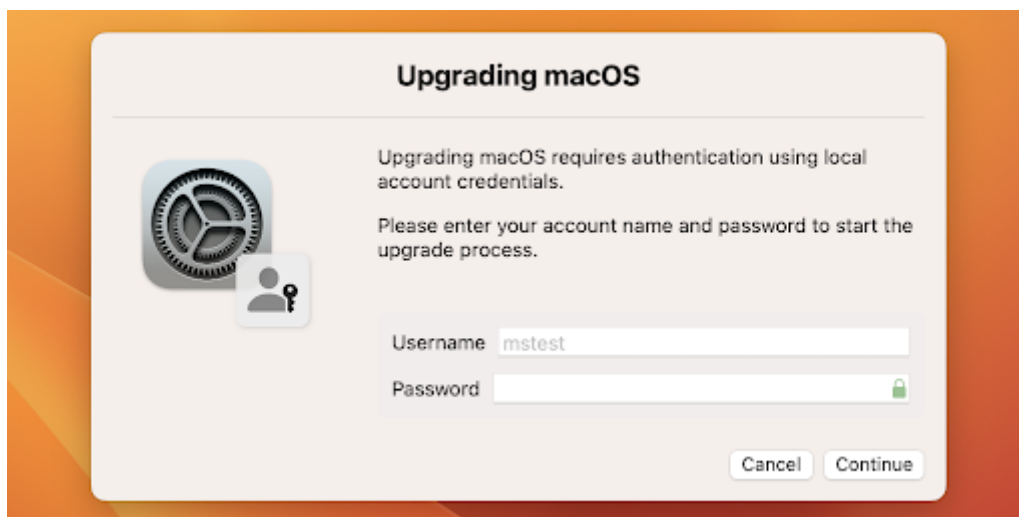 Upgrading macOS
Upgrading macOS requires authentication using local
account credentials.
Please enter your account name and password to start the
upgrade process.
Username mstest
Password
Cancel Continue